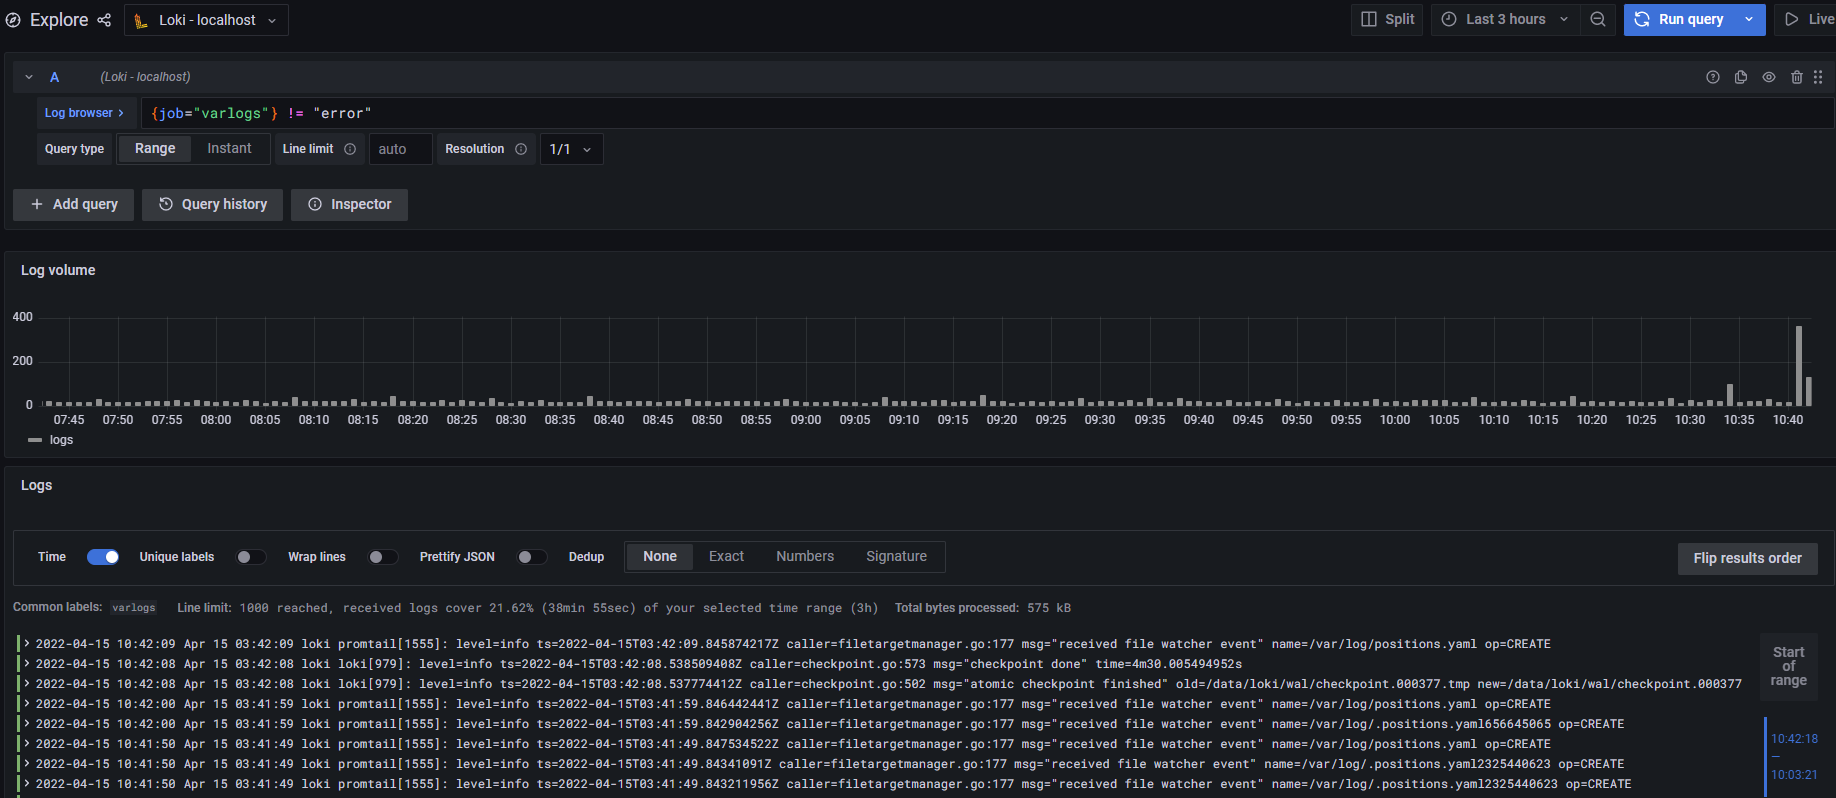 Explore Loki - localhost Split Last 3 hours Run query Live
A (Loki - localhost)
Log browser > {job="varlogs"} != "error"
Query type Range Instant Line limit auto Resolution 1/1
+ Add query Query history Inspector
Log volume
400
200
0
07:45 07:50 07:55 08:00 08:05 08:10 08:15 08:20 08:25 08:30 08:35 08:40 08:45 08:50 08:55 09:00 09:05 09:10 09:15 09:20 09:25 09:30 09:35 09:40 09:45 09:50 09:55 10:00 10:05 10:10 10:15 10:20 10:25 10:30 10:35 10:40
logs
Logs
Time Unique labels Wrap lines Prettify JSON Dedup None Exact Numbers Signature Flip results order
Common labels: varlogs Line limit: 1000 reached, received logs cover 21.62% (38min 55sec) of your selected time range (3h) Total bytes processed: 575 kB
2022-04-15 10:42:09 Apr 15 03:42:09 loki promtail[1555]: level=info ts=2022-04-15T03:42:09.845874217Z caller=filetargetmanager.go:177 msg="received file watcher event" name=/var/log/positions.yaml op=CREATE
2022-04-15 10:42:08 Apr 15 03:42:08 loki loki[979]: level=info ts=2022-04-15T03:42:08.538509408Z caller=checkpoint.go:573 msg="checkpoint done" time=4m30.005494952s
2022-04-15 10:42:08 Apr 15 03:42:08 loki loki[979]: level=info ts=2022-04-15T03:42:08.537774412Z caller=checkpoint.go:502 msg="atomic checkpoint finished" old=/data/loki/wal/checkpoint.000377.tmp new=/data/loki/wal/checkpoint.000377
2022-04-15 10:42:00 Apr 15 03:41:59 loki promtail[1555]: level=info ts=2022-04-15T03:41:59.846442441Z caller=filetargetmanager.go:177 msg="received file watcher event" name=/var/log/positions.yaml op=CREATE
2022-04-15 10:42:00 Apr 15 03:41:59 loki promtail[1555]: level=info ts=2022-04-15T03:41:59.842904256Z caller=filetargetmanager.go:177 msg="received file watcher event" name=/var/log/.positions.yaml656645065 op=CREATE
2022-04-15 10:41:50 Apr 15 03:41:49 loki promtail[1555]: level=info ts=2022-04-15T03:41:49.847534522Z caller=filetargetmanager.go:177 msg="received file watcher event" name=/var/log/positions.yaml op=CREATE
2022-04-15 10:41:50 Apr 15 03:41:49 loki promtail[1555]: level=info ts=2022-04-15T03:41:49.84341091Z caller=filetargetmanager.go:177 msg="received file watcher event" name=/var/log/.positions.yaml2325440623 op=CREATE
2022-04-15 10:41:50 Apr 15 03:41:49 loki promtail[1555]: level=info ts=2022-04-15T03:41:49.843211956Z caller=filetargetmanager.go:177 msg="received file watcher event" name=/var/log/.positions.yaml2325440623 op=CREATE
Start
of
range
10:42:18
—
10:03:21